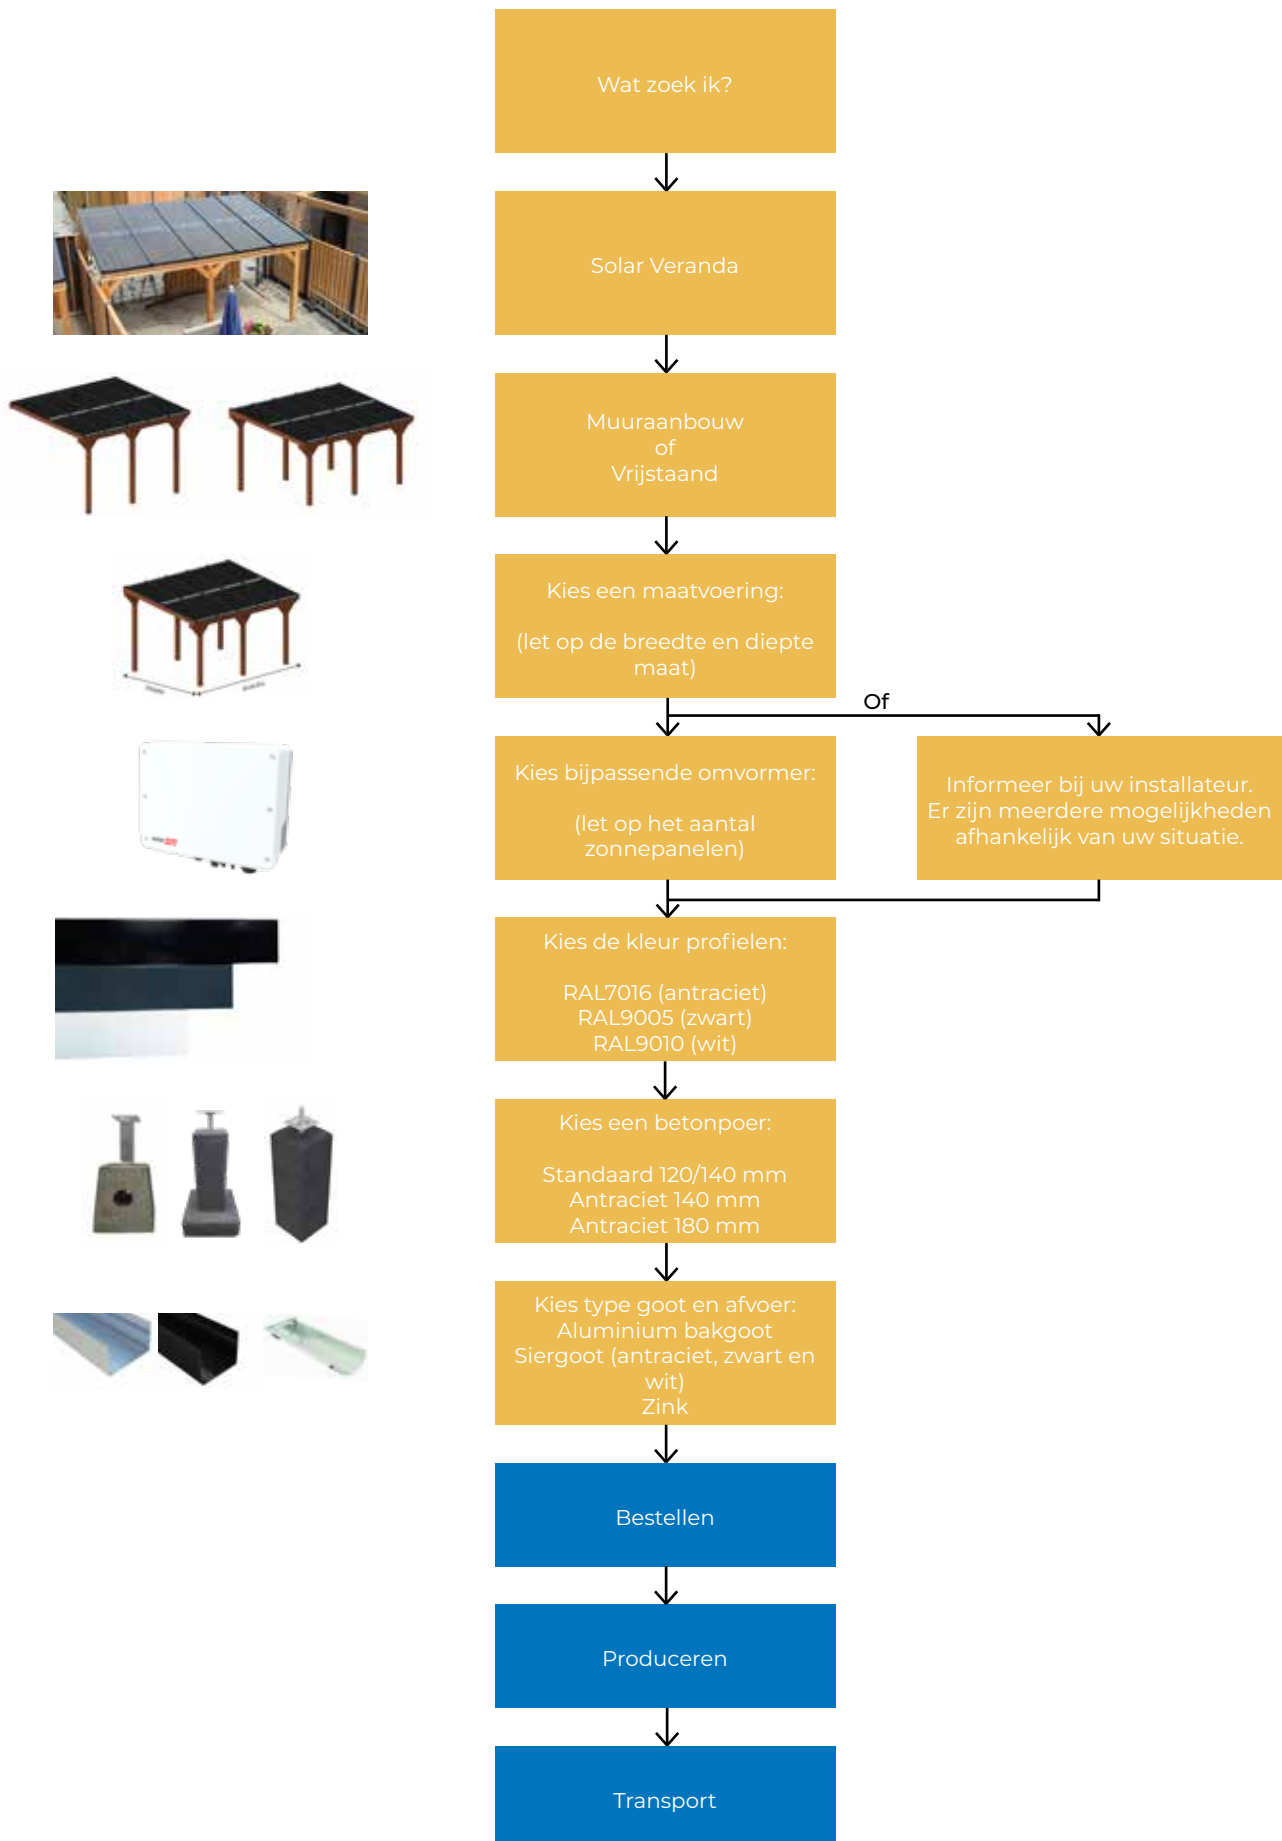 Wat zoek ik?
Solar Veranda
Muuraanbouw
of
Vrijstaand
Kies een maatvoering:
(let op de breedte en diepte
maat)
Of
Kies bijpassende omvormer:
(let op het aantal
zonnepanelen)
Informeer bij uw installateur.
Er zijn meerdere mogelijkheden
afhankelijk van uw situatie.
Kies de kleur profielen:
RAL7016 (antraciet)
RAL9005 (zwart)
RAL9010 (wit)
Kies een betonpoer:
Standaard 120/140 mm
Antraciet 140 mm
Antraciet 180 mm
Kies type goot en afvoer:
Aluminium bakgoot
Siergoot (antraciet, zwart en
wit)
Zink
Bestellen
Produceren
Transport